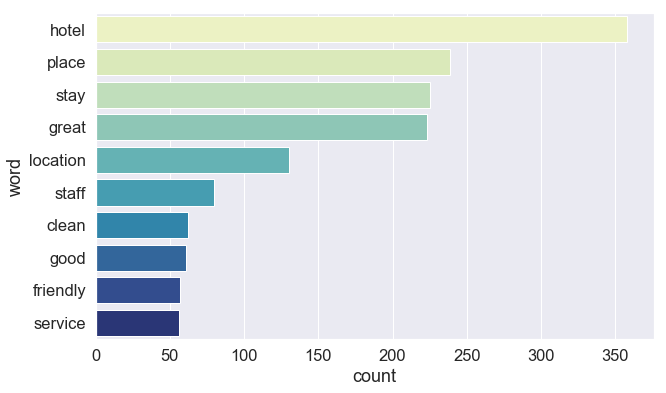 hotel
place
stay
great
location
staff
clean
good
friendly
service
word
0 50 100 150 200 250 300 350
count